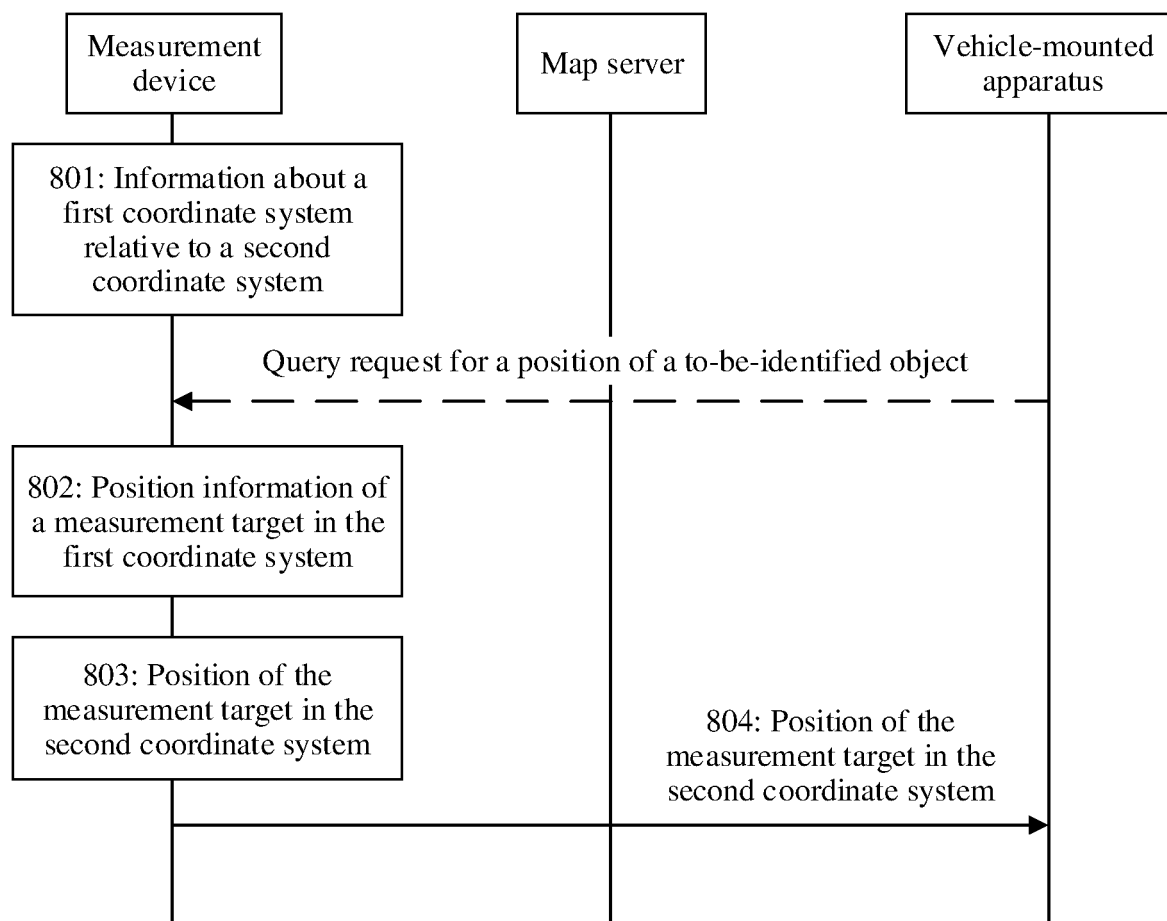 Measurement
device
Map server
Vehicle-mounted
apparatus
801: Information about a
first coordinate system
relative to a second
coordinate system
Query request for a position of a to-be-identified object
802: Position information of
a measurement target in the
first coordinate system
803: Position of the
measurement target in the
second coordinate system
804: Position of the
measurement target in the
second coordinate system